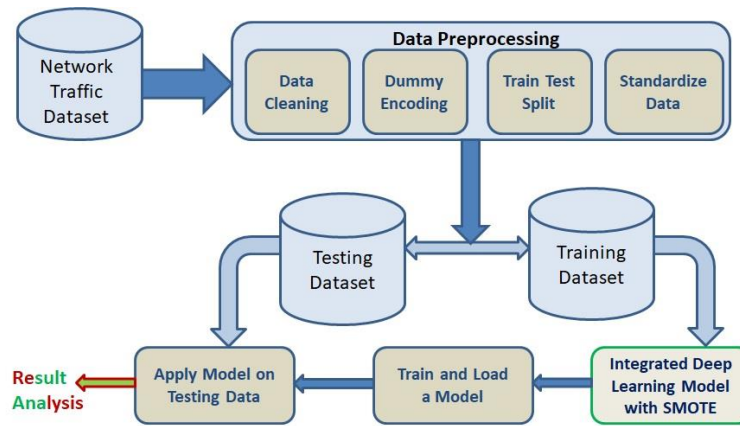 Network
Traffic
Dataset
Data Preprocessing
Data
Cleaning
Dummy
Encoding
Train Test
Split
Standardize
Data
Testing
Dataset
Training
Dataset
Result
Analysis
Apply Model on
Testing Data
Train and Load
a Model
Integrated Deep
Learning Model
with SMOTE